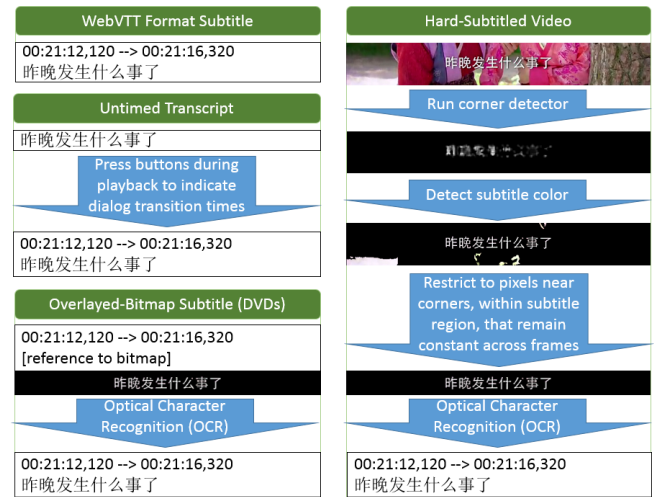 WebVTT Format Subtitle
00:21:12,120 --> 00:21:16,320
昨晚发生什么事了
Untimed Transcript
昨晚发生什么事了
Press buttons during
playback to indicate
dialog transition times
00:21:12,120 --> 00:21:16,320
昨晚发生什么事了
Overlayed-Bitmap Subtitle (DVDs)
00:21:12,120 --> 00:21:16,320
[reference to bitmap]
昨晚发生什么事了
Optical Character
Recognition (OCR)
00:21:12,120 --> 00:21:16,320
昨晚发生什么事了
Hard-Subtitled Video
昨晚发生什么事了
Run corner detector
昨晚发生什么事了
Detect subtitle color
昨晚发生什么事了
Restrict to pixels near
corners, within subtitle
region, that remain
constant across frames
昨晚发生什么事了
Optical Character
Recognition (OCR)
00:21:12,120 --> 00:21:16,320
昨晚发生什么事了